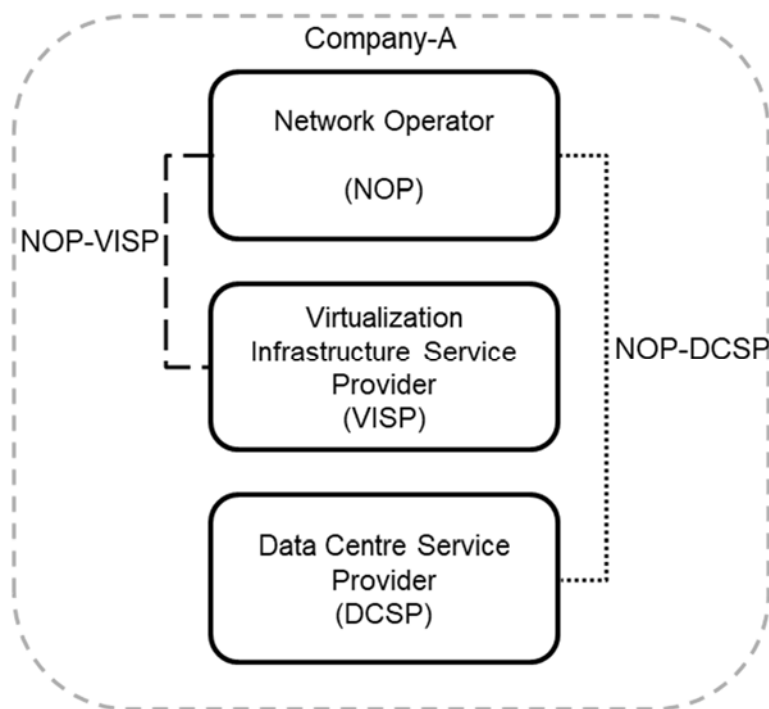 Company-A
Network Operator
(NOP)
NOP-VISP
Virtualization
Infrastructure Service
Provider
(VISP)
NOP-DCSP
Data Centre Service
Provider
(DCSP)